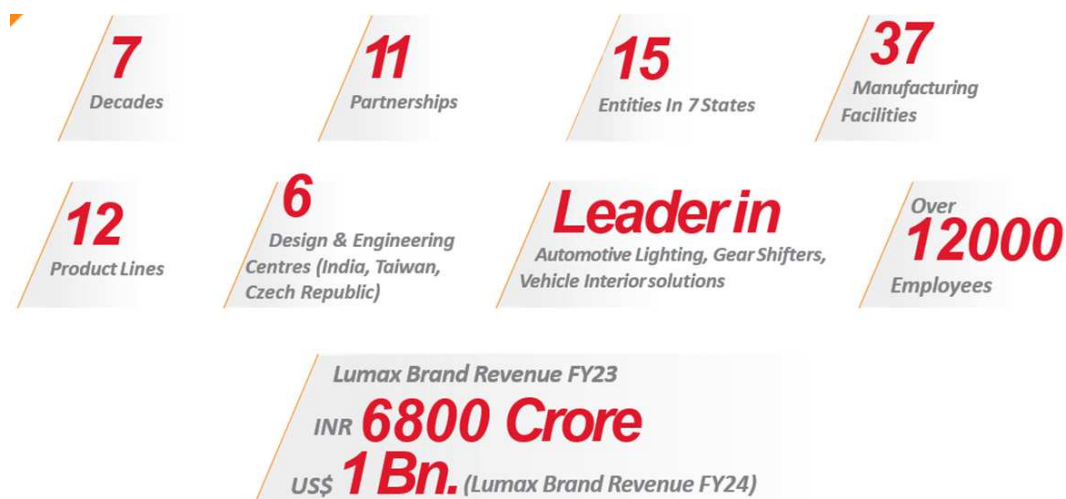 7
Decades
11
Partnerships
15
Entities In 7 States
37
Manufacturing
Facilities
12
Product Lines
6
Design & Engineering
Centres (India, Taiwan,
Czech Republic)
Leader in
Automotive Lighting, Gear Shifters,
Vehicle Interior solutions
Over
12000
Employees
Lumax Brand Revenue FY23
INR 6800 Crore
US$ 1 Bn. (Lumax Brand Revenue FY24)